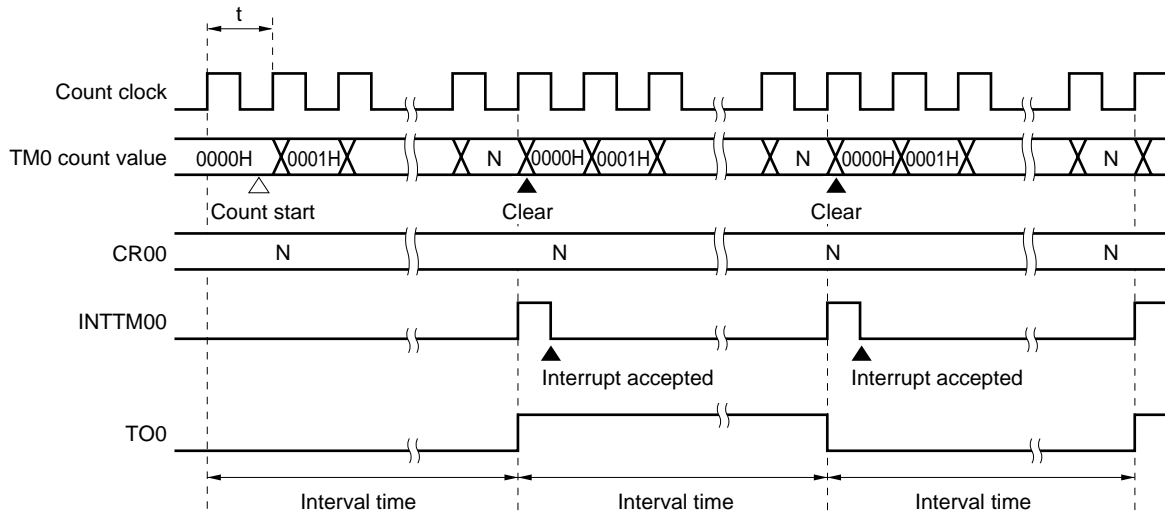 t
Count clock
TM0 count value 0000H 0001H N 0000H 0001H N 0000H 0001H N
Count start Clear Clear
CR00 N N N N
INTTM00
Interrupt accepted Interrupt accepted
TO0
Interval time Interval time Interval time